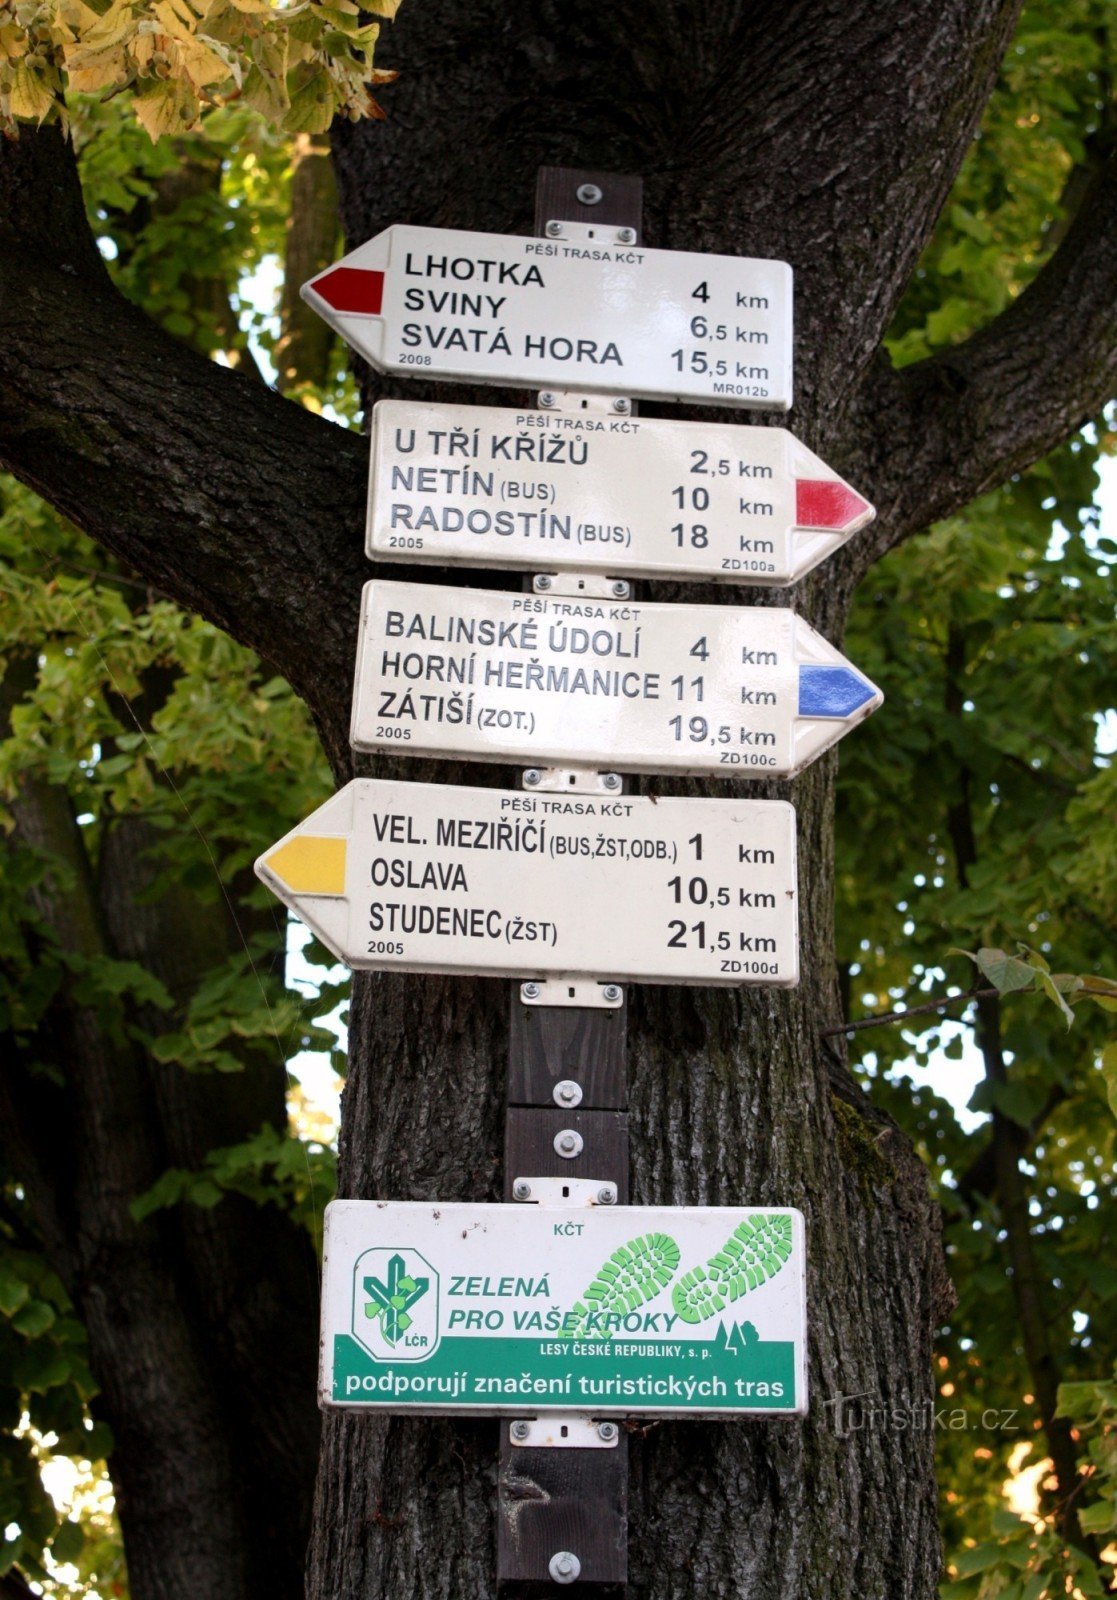 PĚŠÍ TRASA KČT
LHOTKA 4 km
SVINY 6,5 km
SVATÁ HORA 15,5 km
2008 MR012b
PĚŠÍ TRASA KČT
U TŘÍ KŘÍŽŮ 2,5 km
NETÍN (BUS) 10 km
RADOSTÍN (BUS) 18 km
2005 ZD100a
PĚŠÍ TRASA KČT
BALINSKÉ ÚDOLÍ 4 km
HORNÍ HEŘMANICE 11 km
ZÁTIŠÍ (ZOT.) 19,5 km
2005 ZD100c
PĚŠÍ TRASA KČT
VEL. MEZIŘÍČÍ (BUS,ŽST,ODB.) 1 km
OSLAVA 10,5 km
STUDENEC (ŽST) 21,5 km
2005 ZD100d
KČT
ZELENÁ
PRO VAŠE KROKY
LČR
LESY ČESKÉ REPUBLIKY, s. p.
podporují značení turistických tras
Turistika.cz